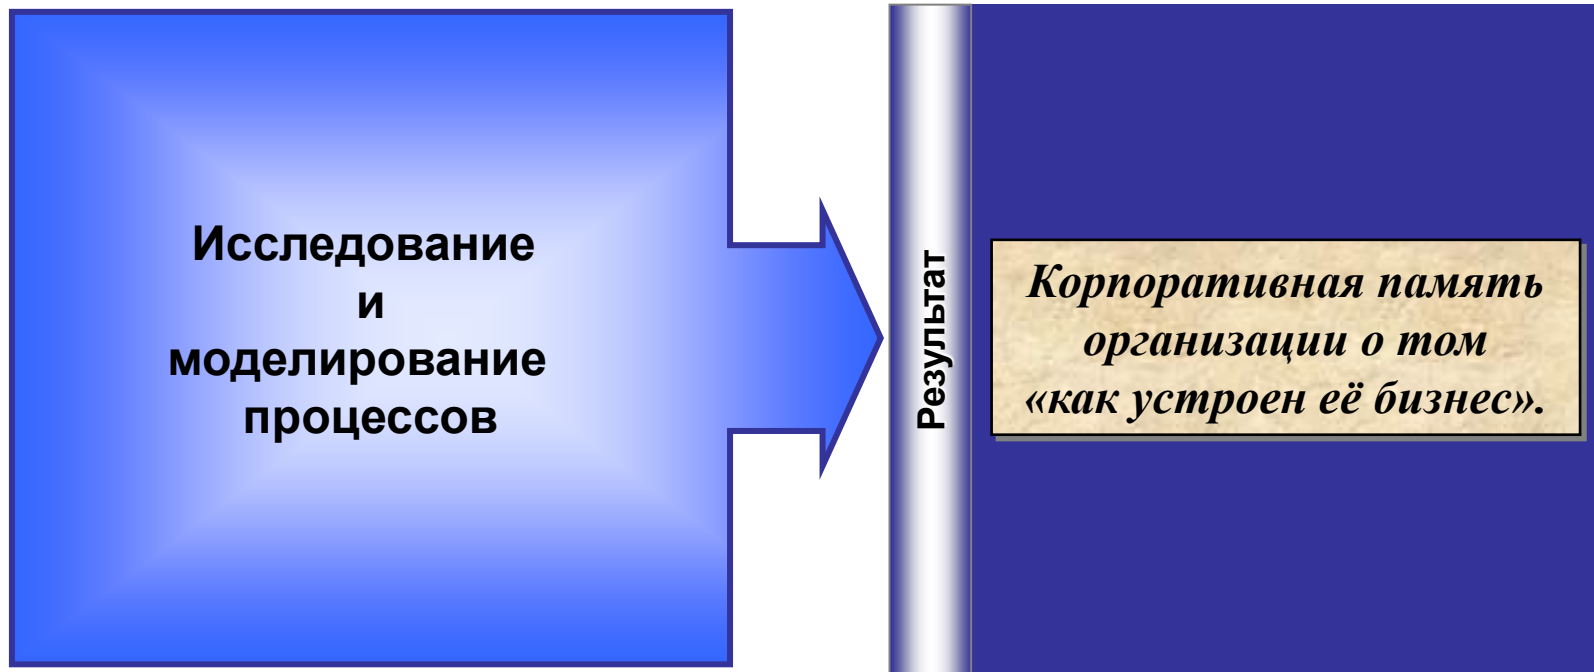 Исследование
и
моделирование
процессов
Результат
Корпоративная память
организации о том
«как устроен её бизнес».